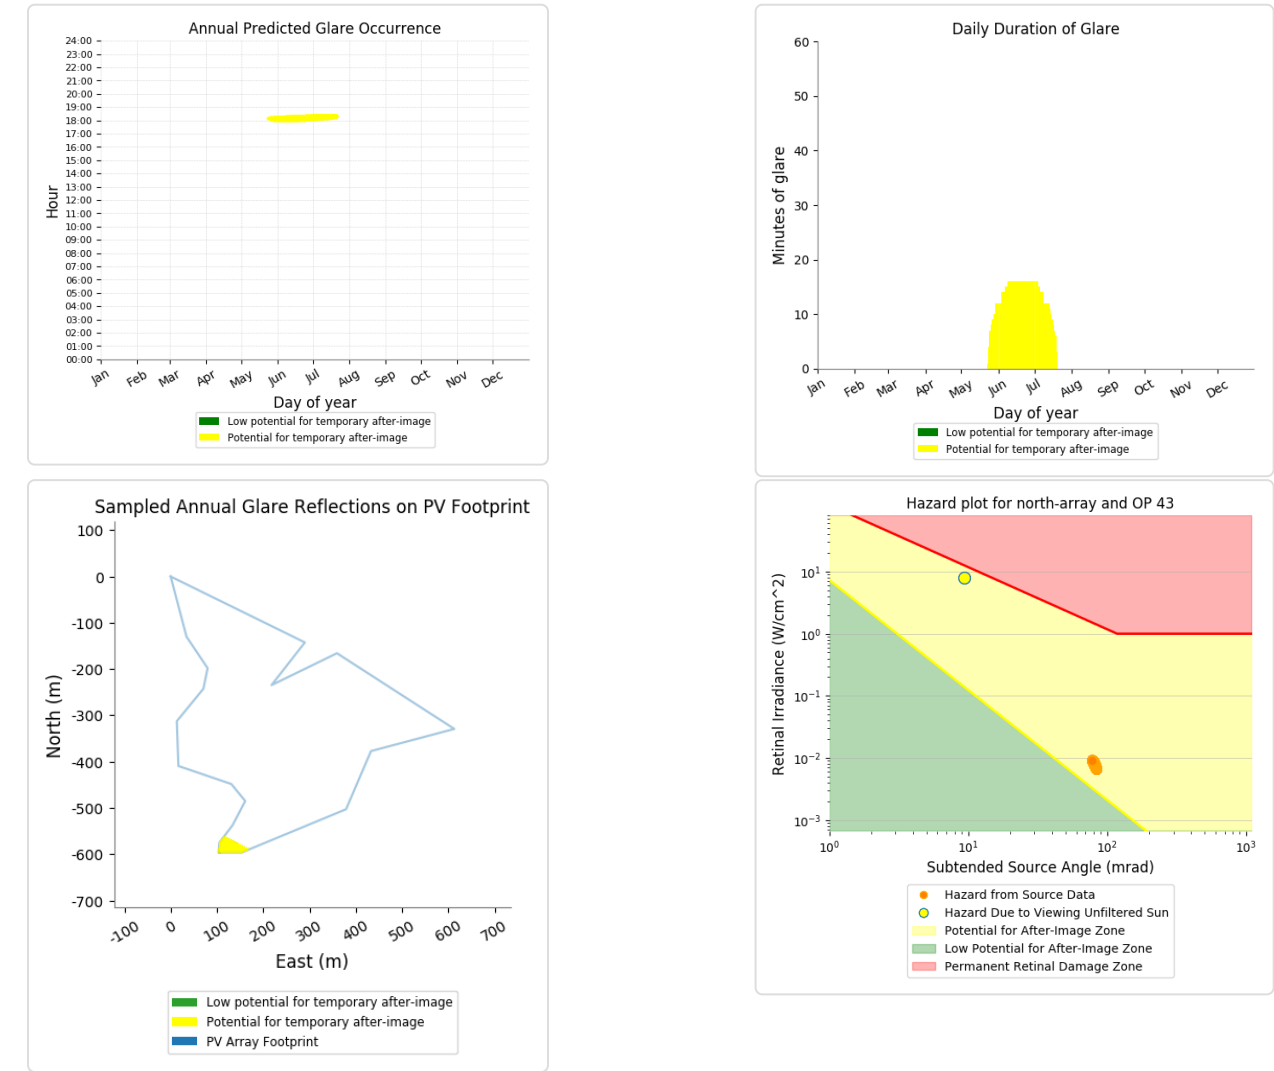 Annual Predicted Glare Occurrence
24:00
23:00
22:00
21:00
20:00
19:00
18:00
17:00
16:00
15:00
14:00
13:00
12:00
11:00
10:00
09:00
08:00
07:00
06:00
05:00
04:00
03:00
02:00
01:00
00:00
Hour
Jan Feb Mar Apr May Jun Jul Aug Sep Oct Nov Dec
Day of year
Low potential for temporary after-image
Potential for temporary after-image
Daily Duration of Glare
60
50
40
30
20
10
0
Minutes of glare
Jan Feb Mar Apr May Jun Jul Aug Sep Oct Nov Dec
Day of year
Low potential for temporary after-image
Potential for temporary after-image
Sampled Annual Glare Reflections on PV Footprint
100
0
-100
-200
-300
-400
-500
-600
-700
North (m)
-100 0 100 200 300 400 500 600 700
East (m)
Low potential for temporary after-image
Potential for temporary after-image
PV Array Footprint
Hazard plot for north-array and OP 43
10¹
10⁰
10⁻¹
10⁻²
10⁻³
Retinal Irradiance (W/cm^2)
10⁰ 10¹ 10² 10³
Subtended Source Angle (mrad)
Hazard from Source Data
Hazard Due to Viewing Unfiltered Sun
Potential for After-Image Zone
Low Potential for After-Image Zone
Permanent Retinal Damage Zone